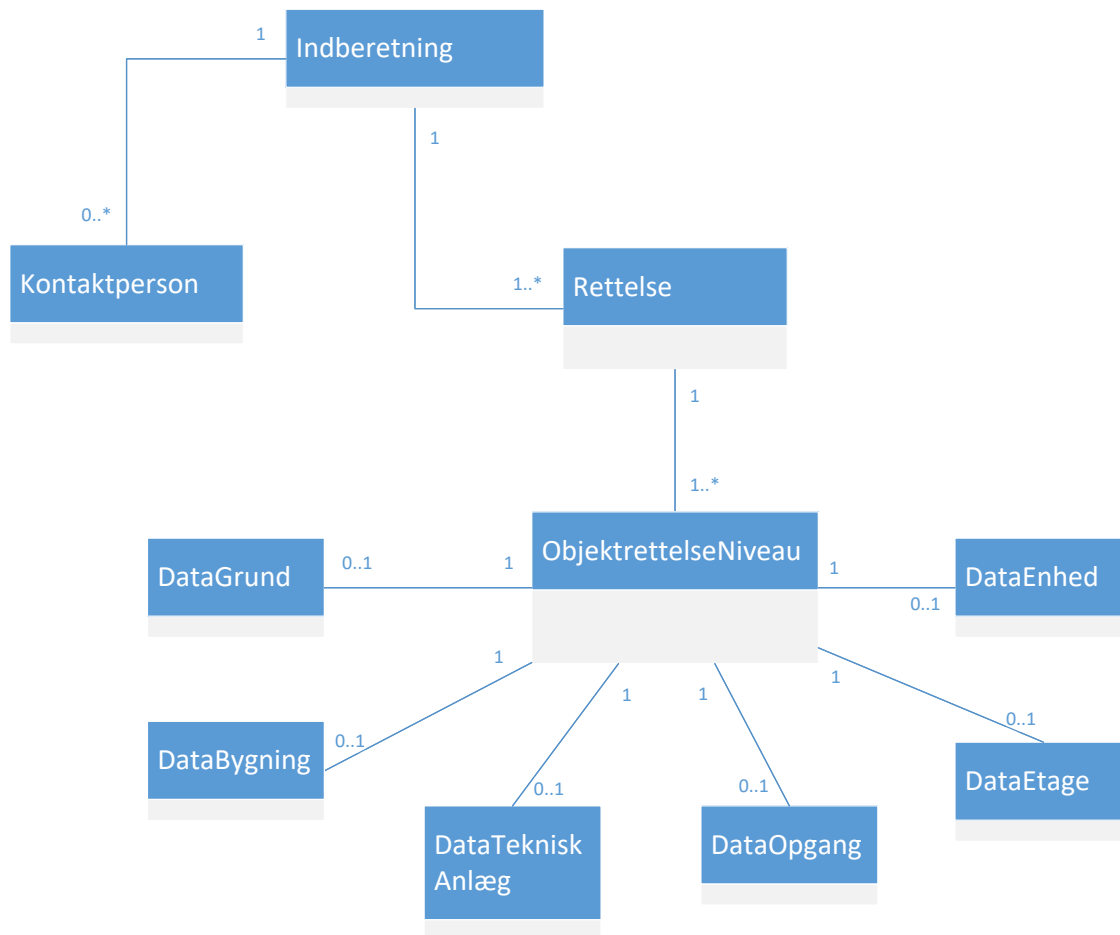 1
Indberetning
1
0..*
Kontaktperson
1..*
Rettelse
1
1..*
ObjektrettelseNiveau
DataGrund
0..1
1
1
0..1
DataEnhed
1
1
1
1
0..1
DataBygning
0..1
DataEtage
0..1
0..1
DataTeknisk
Anlæg
DataOpgang